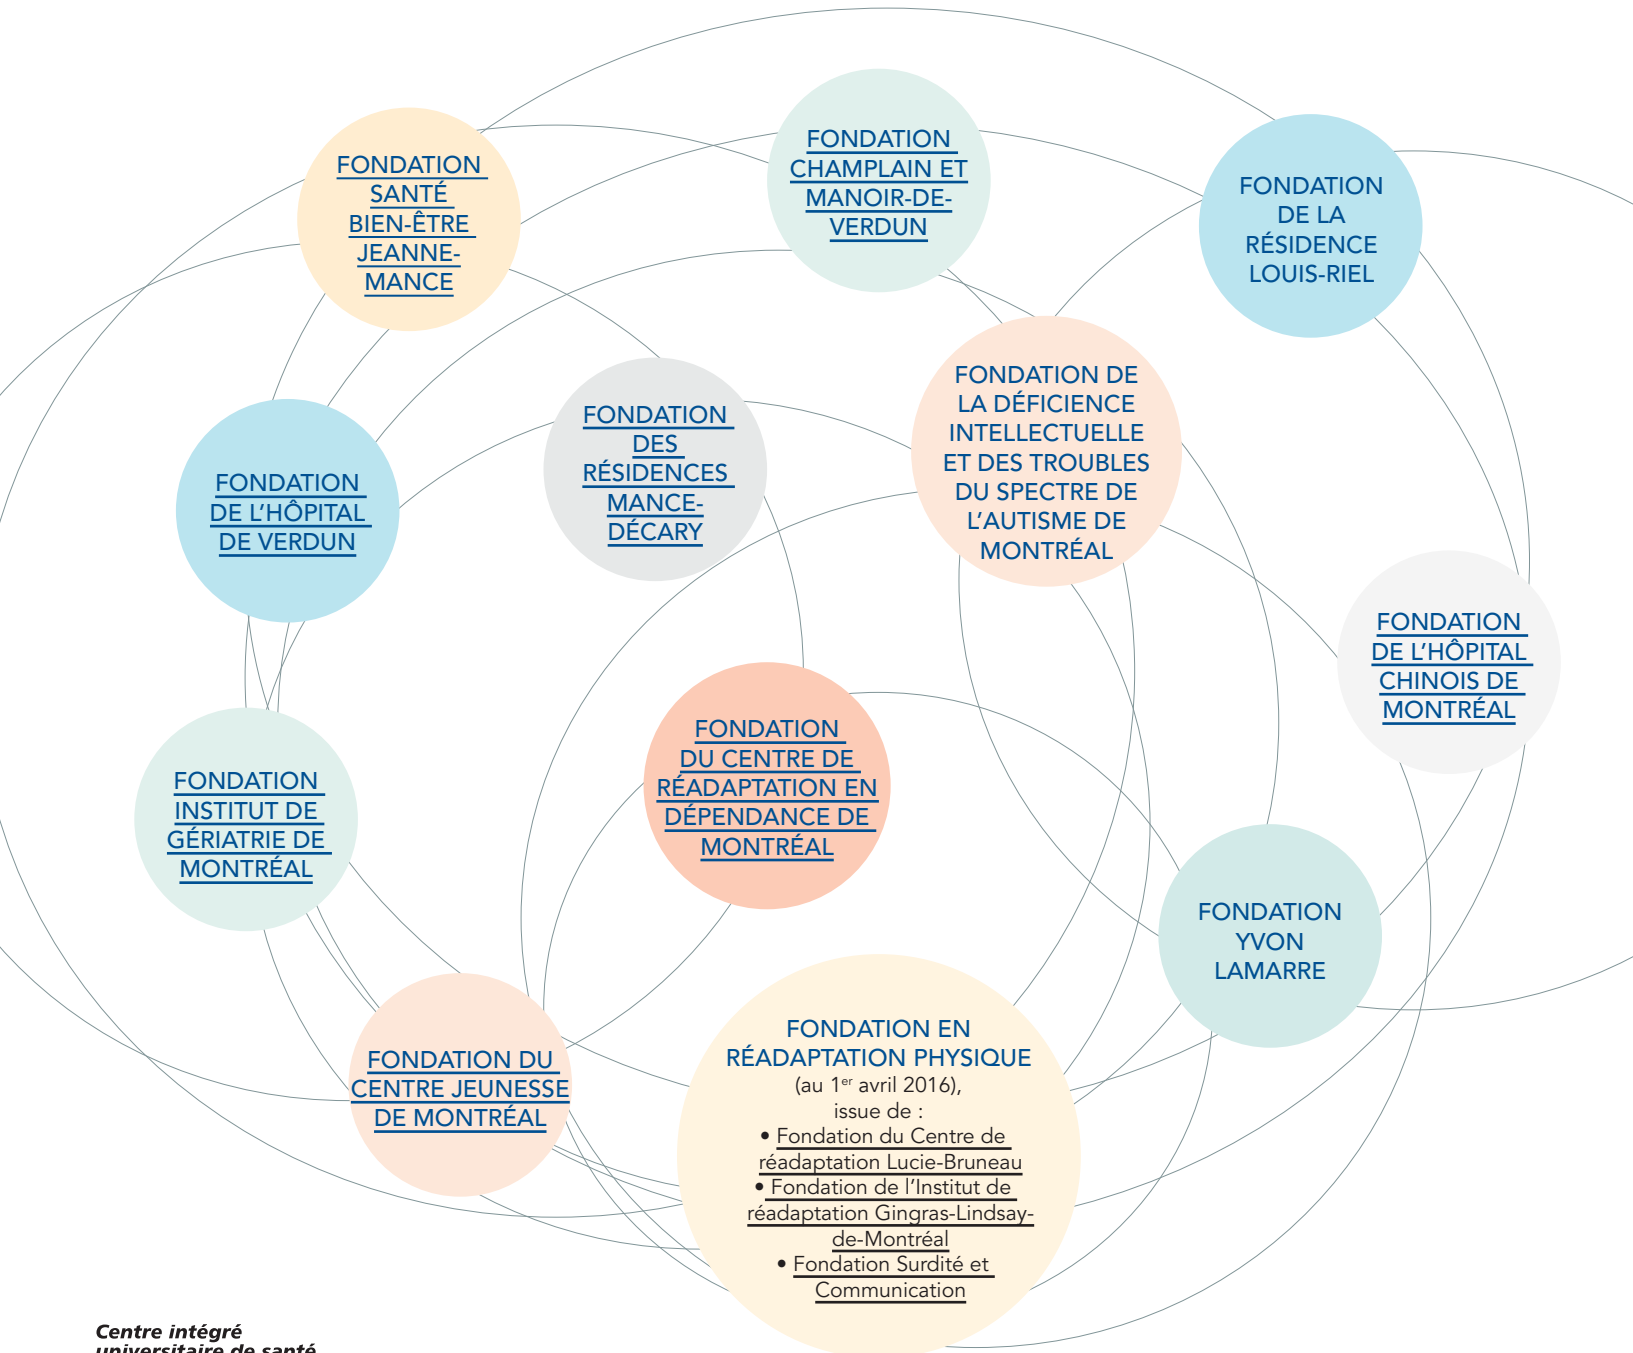 FONDATION
SANTÉ
BIEN-ÊTRE
JEANNE-
MANCE
FONDATION
CHAMPLAIN ET
MANOIR-DE-
VERDUN
FONDATION
DE LA
RÉSIDENCE
LOUIS-RIEL
FONDATION
DE L’HÔPITAL
DE VERDUN
FONDATION
DES
RÉSIDENCES
MANCE-
DÉCARY
FONDATION DE
LA DÉFICIENCE
INTELLECTUELLE
ET DES TROUBLES
DU SPECTRE DE
L’AUTISME DE
MONTRÉAL
FONDATION
DE L’HÔPITAL
CHINOIS DE
MONTRÉAL
FONDATION
INSTITUT DE
GÉRIATRIE DE
MONTRÉAL
FONDATION
DU CENTRE DE
RÉADAPTATION EN
DÉPENDANCE DE
MONTRÉAL
FONDATION
YVON
LAMARRE
FONDATION DU
CENTRE JEUNESSE
DE MONTRÉAL
FONDATION EN
RÉADAPTATION PHYSIQUE
(au 1er avril 2016),
issue de :
• Fondation du Centre de
réadaptation Lucie-Bruneau
• Fondation de l’Institut de
réadaptation Gingras-Lindsay-
de-Montréal
• Fondation Surdité et
Communication
Centre intégré
universitaire de santé